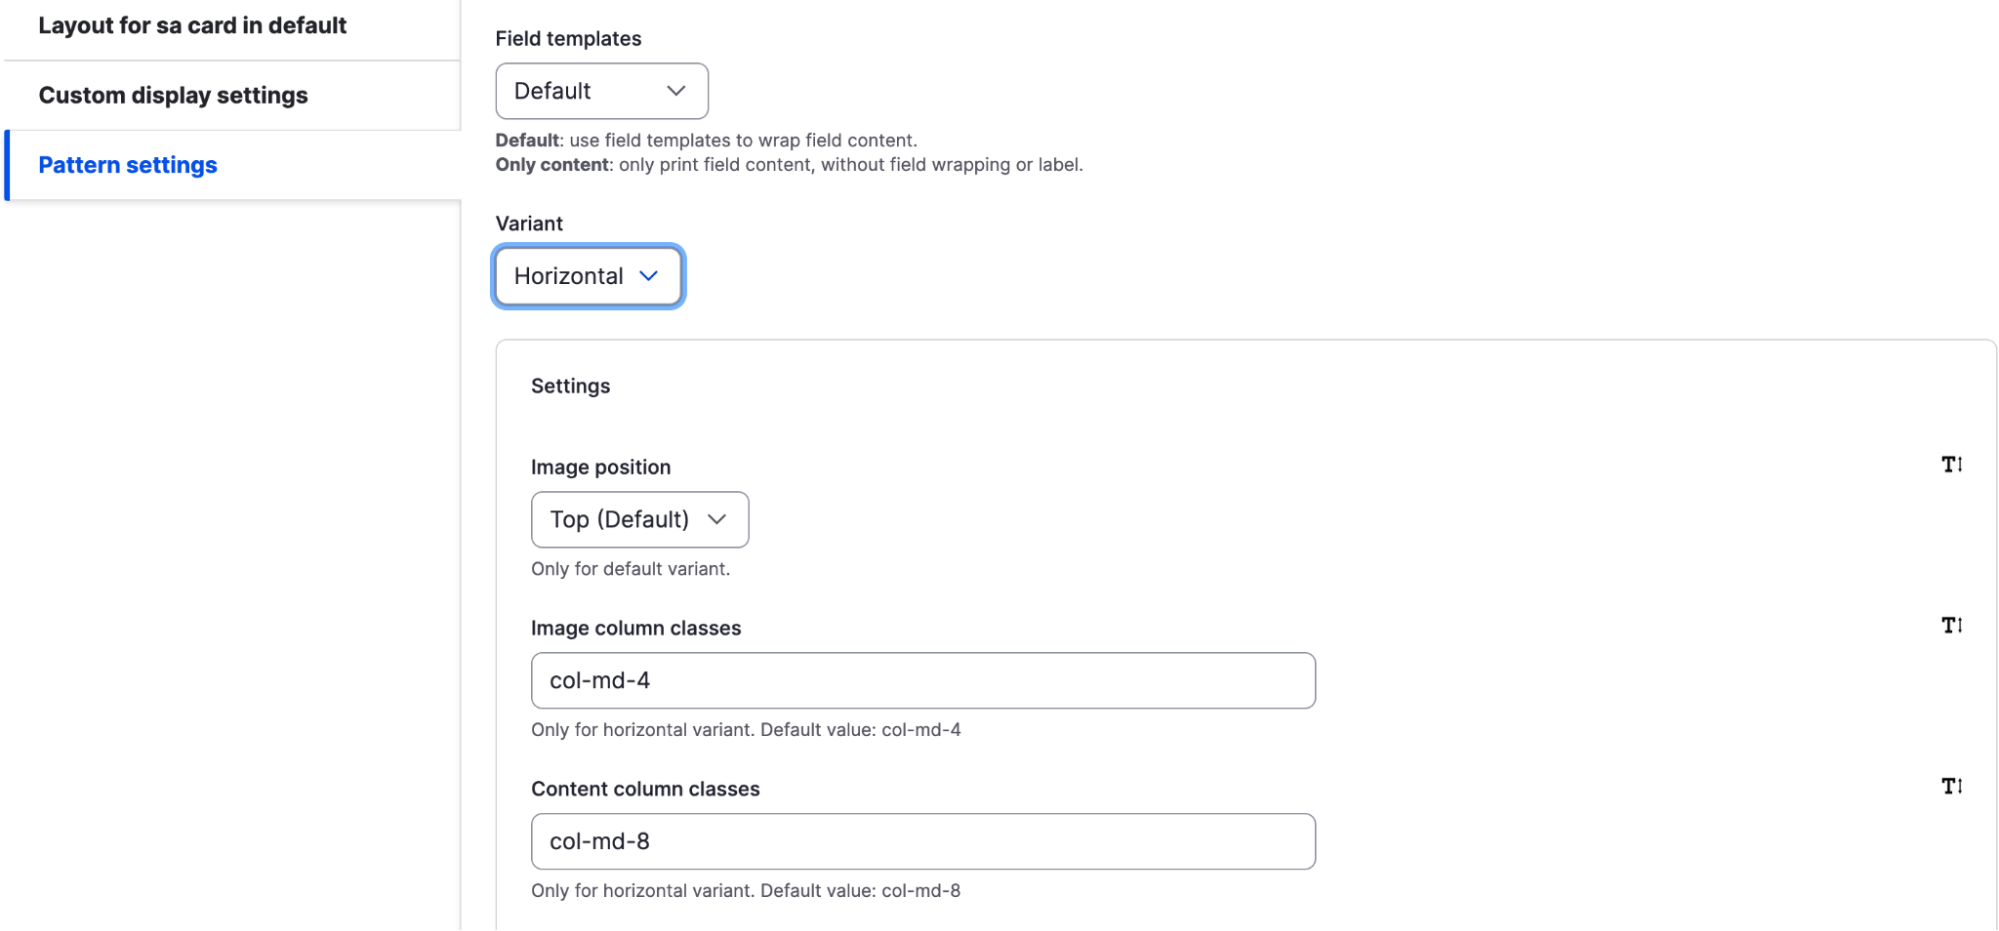 Layout for sa card in default
Custom display settings
Pattern settings
Field templates
Default
Default: use field templates to wrap field content.
Only content: only print field content, without field wrapping or label.
Variant
Horizontal
Settings
Image position
Top (Default)
Only for default variant.
Image column classes
col-md-4
Only for horizontal variant. Default value: col-md-4
Content column classes
col-md-8
Only for horizontal variant. Default value: col-md-8